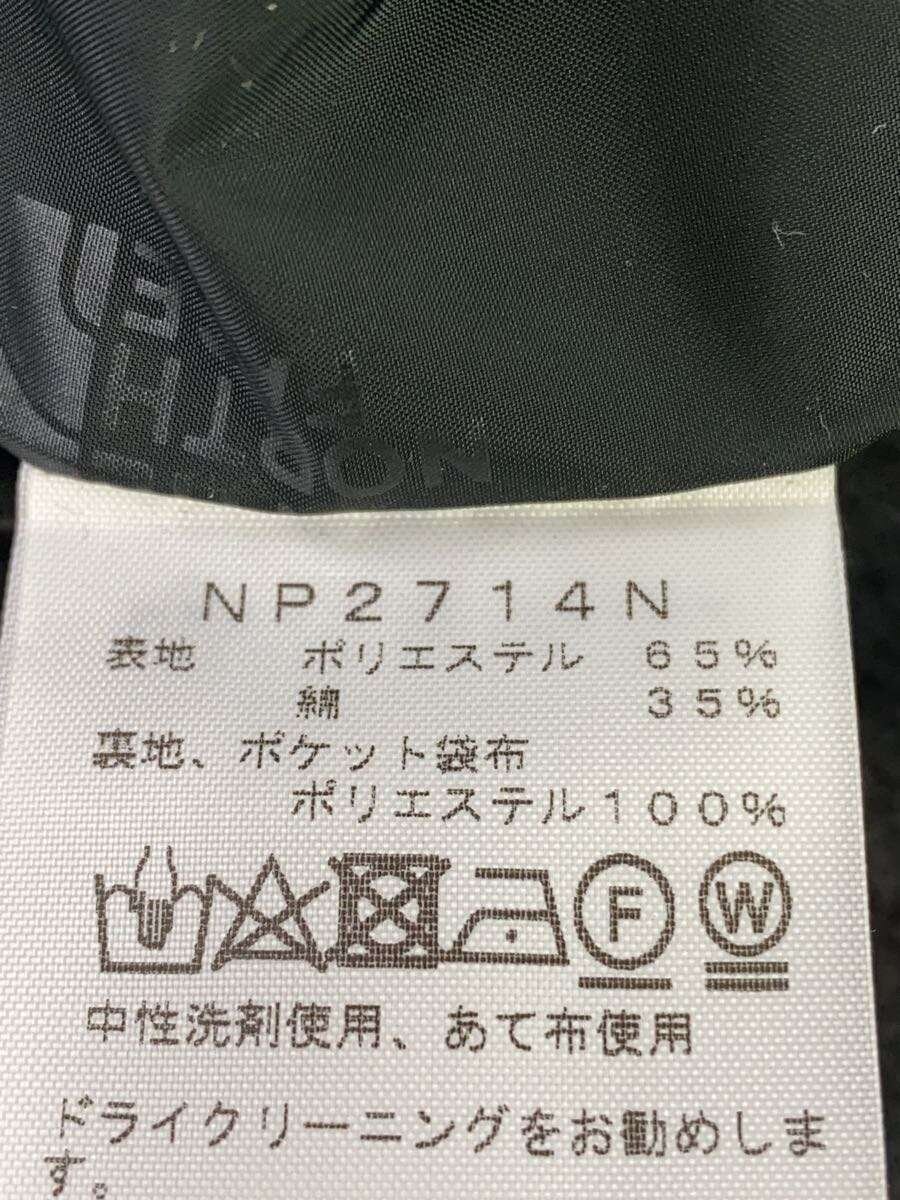 NP2714N
表地 ポリエステル 65%
綿 35%
裏地、ポケット袋布
ポリエステル100%
F W
中性洗剤使用、あて布使用
ドライクリーニングをお勧めしま
す。